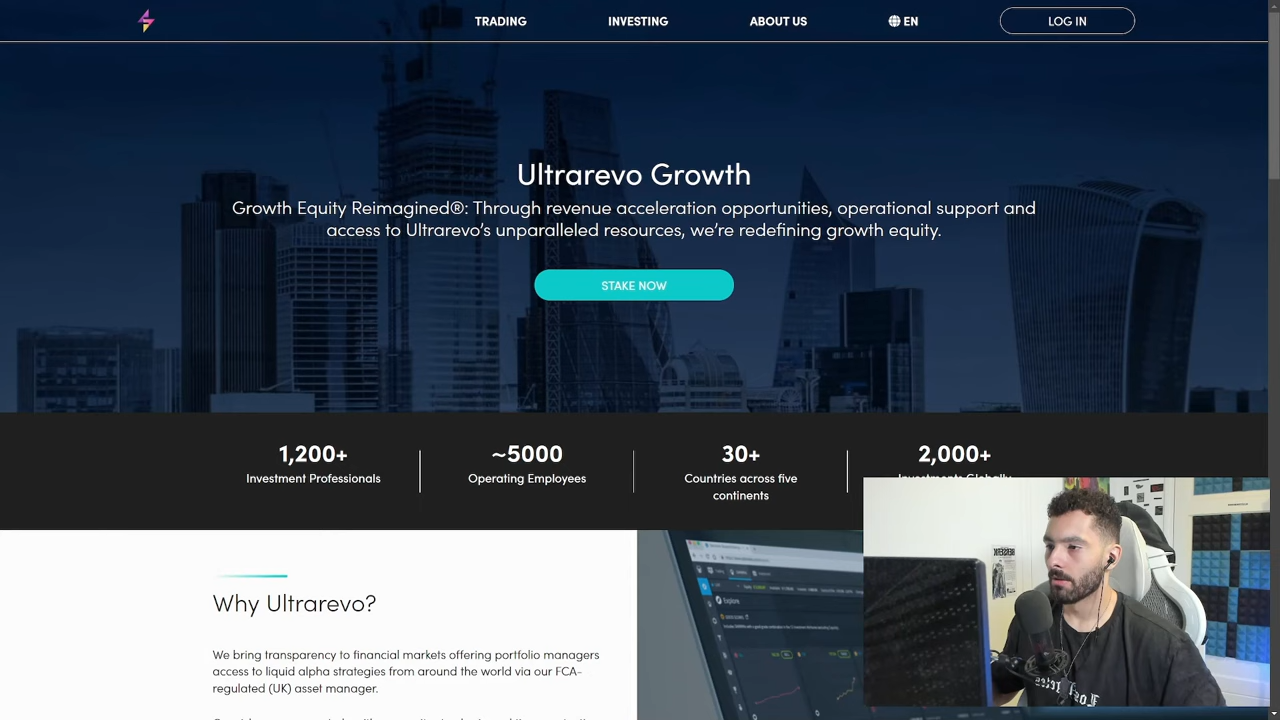 TRADING
INVESTING
ABOUT US
EN
LOG IN
Ultrarevo Growth
Growth Equity Reimagined®: Through revenue acceleration opportunities, operational support and
access to Ultrarevo’s unparalleled resources, we’re redefining growth equity.
STAKE NOW
1,200+
Investment Professionals
~5000
Operating Employees
30+
Countries across five
continents
2,000+
Investments Globally
Why Ultrarevo?
We bring transparency to financial markets offering portfolio managers
access to liquid alpha strategies from around the world via our FCA-
regulated (UK) asset manager.
Explore